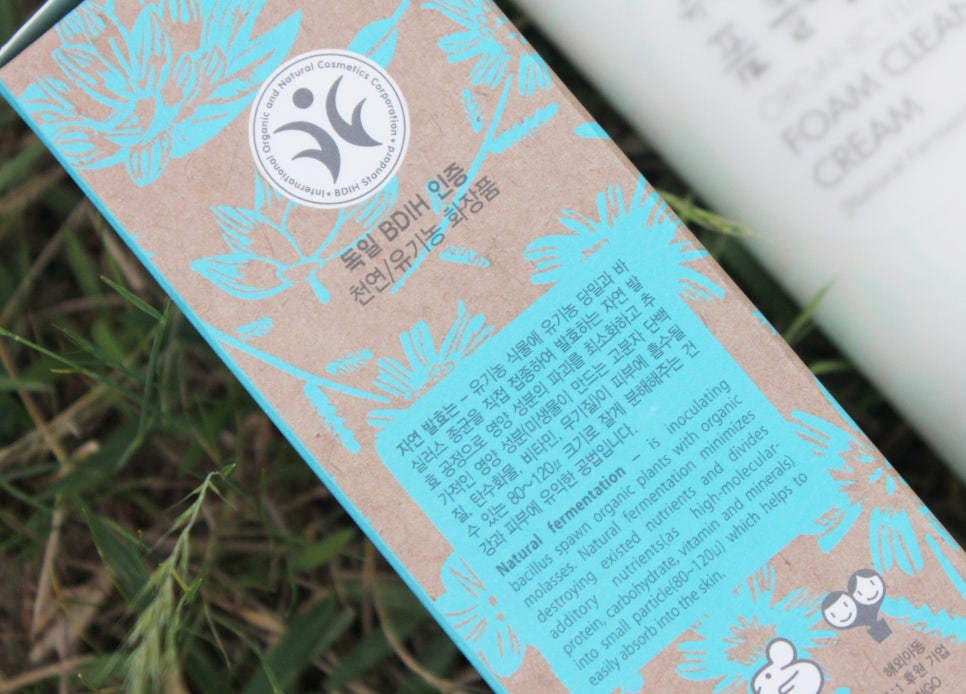 International Organic and Natural Cosmetics Corporation • BDIH Standard •
독일 BDIH 인증
천연/유기농 화장품
자연 발효는 – 유기농 식물에 유기농 당밀과 바
실러스 종균을 직접 접종하여 발효하는 자연 발
효 공정으로 영양 성분의 파괴를 최소화하고 추
가적인 영양 성분(미생물이 만드는 고분자 단백
질, 탄수화물, 비타민, 무기질)이 피부에 흡수될
수 있는 80~120µ 크기로 잘게 분해해주는 건
강과 피부에 유익한 공법입니다.
Natural fermentation – is inoculating
bacillus spawn organic plants with organic
molasses. Natural fermentation minimizes
destroying existed nutrients and divides
additory nutrients(as high-molecular-
protein, carbohydrate, vitamin and minerals)
into small particle(80~120µ) which helps to
easily absorb into the skin.
해외아동
후원 기업
FOAM CLEAN
CREAM